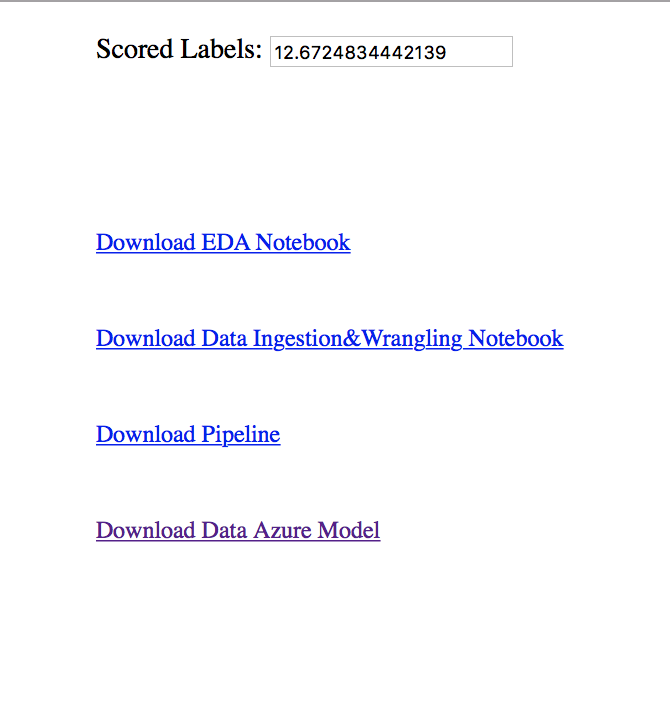 Scored Labels: 12.6724834442139
Download EDA Notebook
Download Data Ingestion&Wrangling Notebook
Download Pipeline
Download Data Azure Model